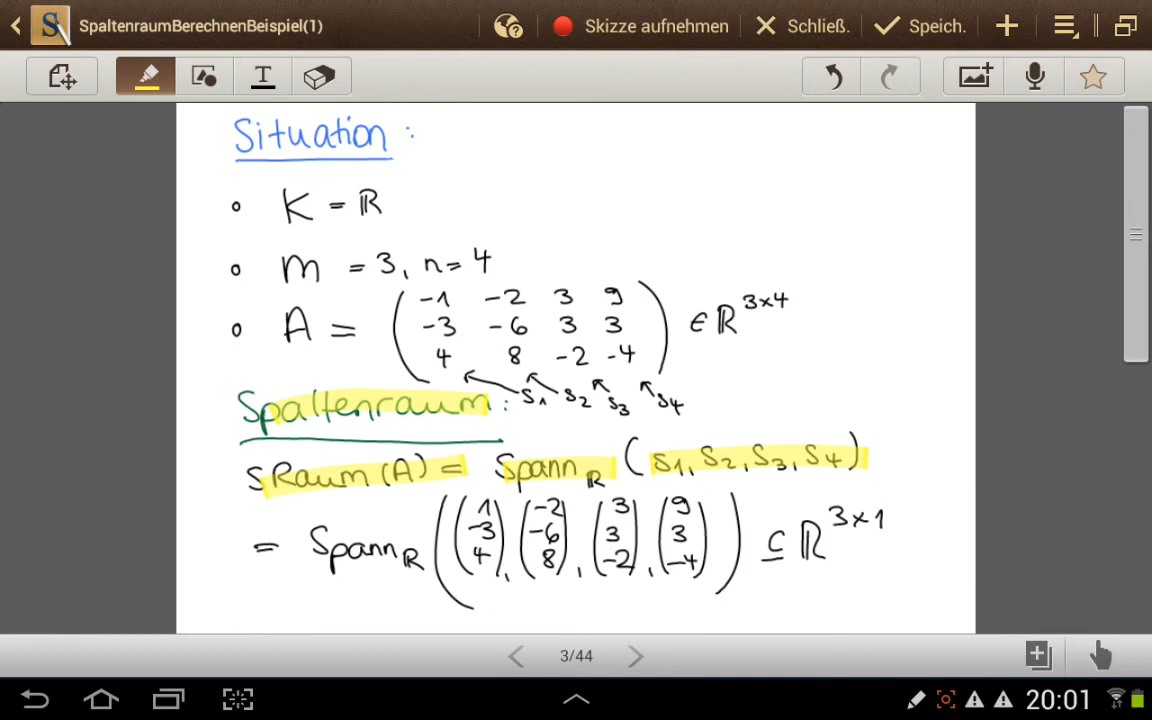 SpaltenraumBerechnenBeispiel(1) Skizze aufnehmen Schließ. Speich.
Situation:
K = ℝ
m = 3, n = 4
A = ( -1 -2 3 9
-3 -6 3 3
4 8 -2 -4 ) ∈ ℝ^{3×4}
s1 s2 s3 s4
Spaltenraum:
SRaum(A) = Spann_ℝ (s1, s2, s3, s4)
= Spann_ℝ ( (1 -3 4), (-2 -6 8), (3 3 -2), (9 3 -4) ) ⊆ ℝ^{3×1}
3/44
20:01